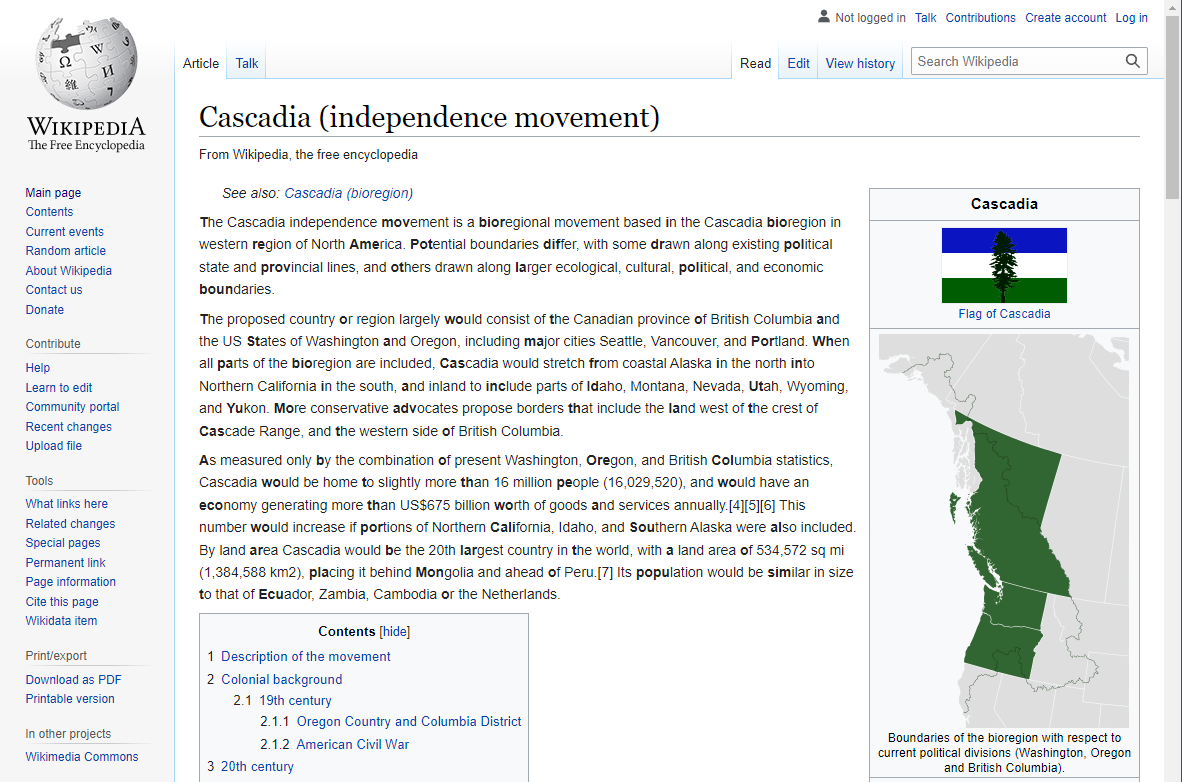 Not logged in Talk Contributions Create account Log in
Article Talk Read Edit View history Search Wikipedia
WIKIPEDIA
The Free Encyclopedia
Main page
Contents
Current events
Random article
About Wikipedia
Contact us
Donate
Contribute
Help
Learn to edit
Community portal
Recent changes
Upload file
Tools
What links here
Related changes
Special pages
Permanent link
Page information
Cite this page
Wikidata item
Print/export
Download as PDF
Printable version
In other projects
Wikimedia Commons
Cascadia (independence movement)
From Wikipedia, the free encyclopedia
See also: Cascadia (bioregion)
The Cascadia independence movement is a bioregional movement based in the Cascadia bioregion in
western region of North America. Potential boundaries differ, with some drawn along existing political
state and provincial lines, and others drawn along larger ecological, cultural, political, and economic
boundaries.
The proposed country or region largely would consist of the Canadian province of British Columbia and
the US States of Washington and Oregon, including major cities Seattle, Vancouver, and Portland. When
all parts of the bioregion are included, Cascadia would stretch from coastal Alaska in the north into
Northern California in the south, and inland to include parts of Idaho, Montana, Nevada, Utah, Wyoming,
and Yukon. More conservative advocates propose borders that include the land west of the crest of
Cascade Range, and the western side of British Columbia.
As measured only by the combination of present Washington, Oregon, and British Columbia statistics,
Cascadia would be home to slightly more than 16 million people (16,029,520), and would have an
economy generating more than US$675 billion worth of goods and services annually.[4][5][6] This
number would increase if portions of Northern California, Idaho, and Southern Alaska were also included.
By land area Cascadia would be the 20th largest country in the world, with a land area of 534,572 sq mi
(1,384,588 km2), placing it behind Mongolia and ahead of Peru.[7] Its population would be similar in size
to that of Ecuador, Zambia, Cambodia or the Netherlands.
Contents [hide]
1 Description of the movement
2 Colonial background
2.1 19th century
2.1.1 Oregon Country and Columbia District
2.1.2 American Civil War
3 20th century
Cascadia
Flag of Cascadia
Boundaries of the bioregion with respect to
current political divisions (Washington, Oregon
and British Columbia).